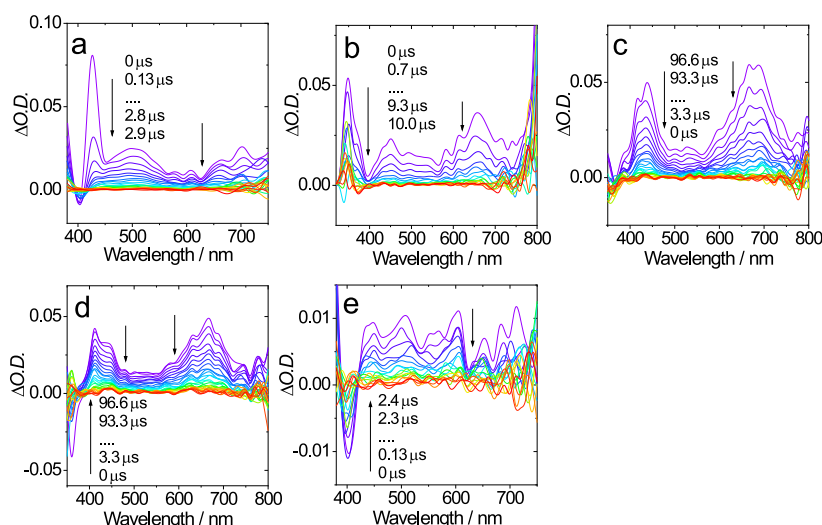 a
0 μs
0.13 μs
....
2.8 μs
2.9 μs
0.10
0.05
0.00
ΔO.D.
400 500 600 700
Wavelength / nm
b
0 μs
0.7 μs
....
9.3 μs
10.0 μs
0.05
0.00
ΔO.D.
400 500 600 700 800
Wavelength / nm
c
96.6 μs
93.3 μs
....
3.3 μs
0 μs
0.05
0.00
ΔO.D.
400 500 600 700 800
Wavelength / nm
d
96.6 μs
93.3 μs
....
3.3 μs
0 μs
0.05
0.00
-0.05
ΔO.D.
400 500 600 700 800
Wavelength / nm
e
2.4 μs
2.3 μs
....
0.13 μs
0 μs
0.01
0.00
-0.01
ΔO.D.
400 500 600 700
Wavelength / nm